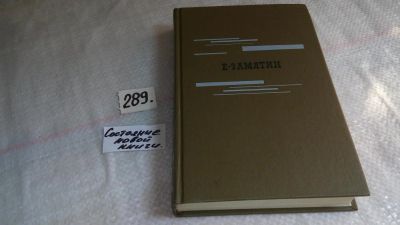 Е·ЗАМЯТИН
289.
Состояние
новой
книги.